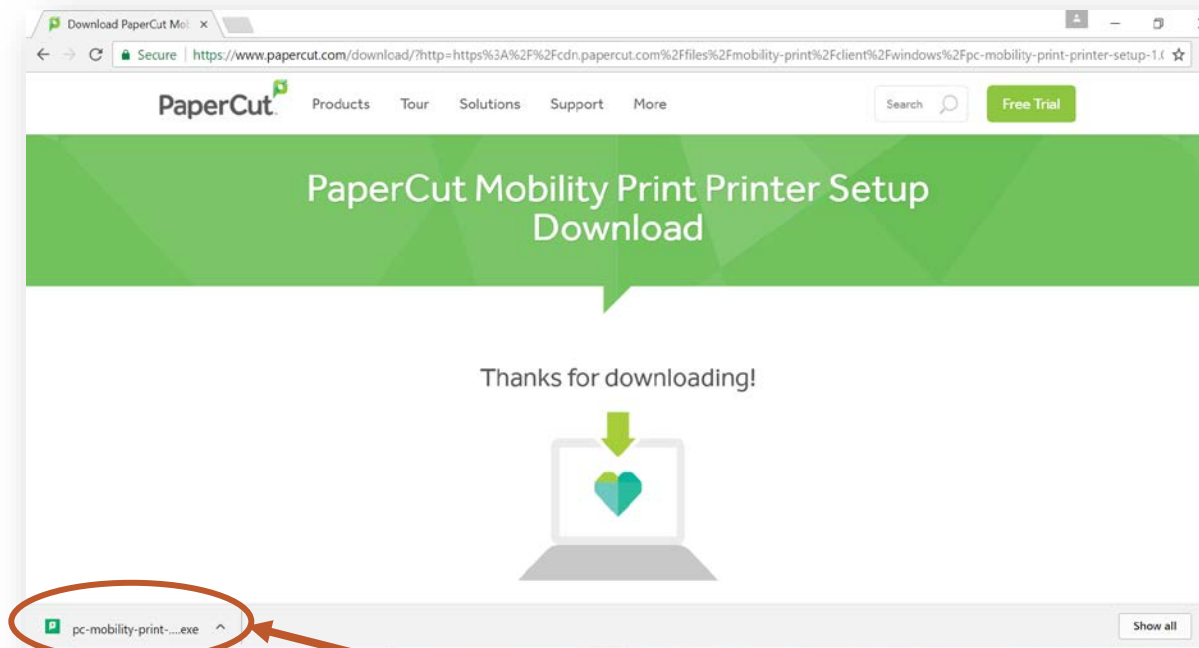 Download PaperCut Mo
Secure https://www.papercut.com/download/?http=https%3A%2F%2Fcdn.papercut.com%2Ffiles%2Fmobility-print%2Fclient%2Fwindows%2Fpc-mobility-print-printer-setup-1.
PaperCut. Products Tour Solutions Support More Search Free Trial
PaperCut Mobility Print Printer Setup
Download
Thanks for downloading!
pc-mobility-print-....exe Show all